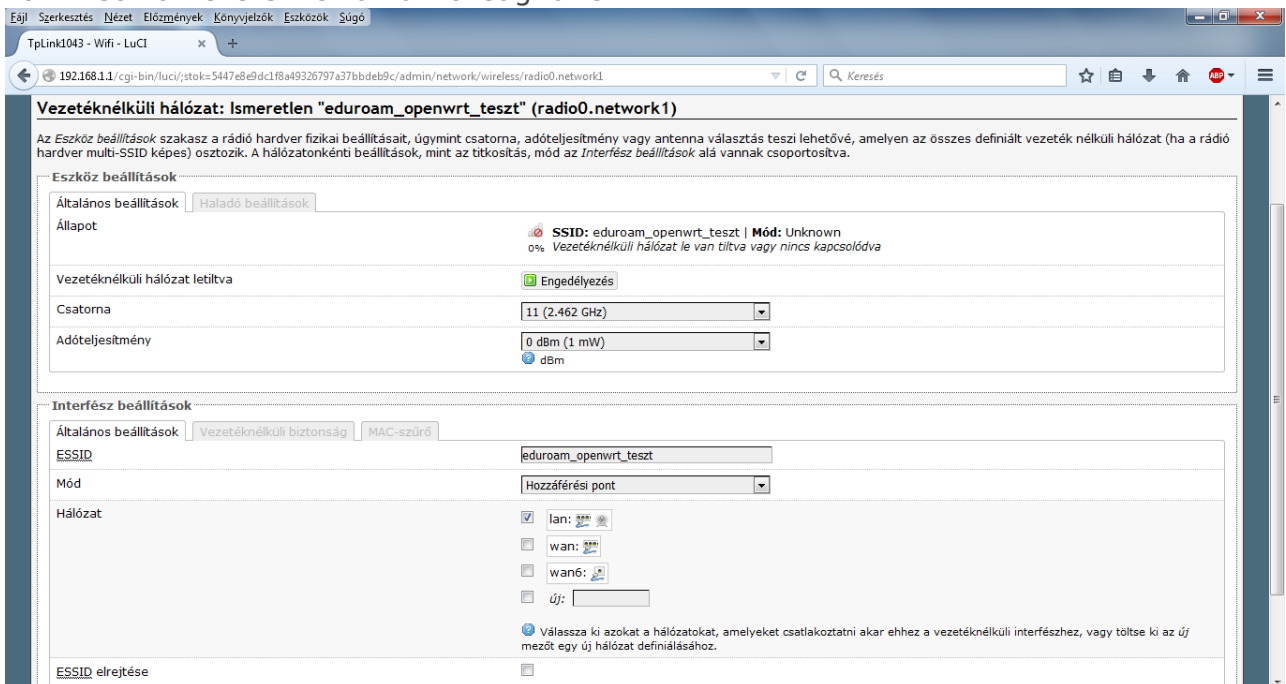 Fájl Szerkesztés Nézet Előzmények Könyvjelzők Eszközök Súgó
TpLink1043 - Wifi - LuCI × +
192.168.1.1/cgi-bin/luci/;stok=5447e8e9dc1f8a49326797a37bbdeb9c/admin/network/wireless/radio0.network1
Keresés
ABP
Vezetéknélküli hálózat: Ismeretlen "eduroam_openwrt_teszt" (radio0.network1)
Az Eszköz beállítások szakasz a rádió hardver fizikai beállításait, úgymint csatorna, adóteljesítmény vagy antenna választás teszi lehetővé, amelyen az összes definiált vezeték nélküli hálózat (ha a rádió
hardver multi-SSID képes) osztozik. A hálózatonkénti beállítások, mint az titkosítás, mód az Interfész beállítások alá vannak csoportosítva.
Eszköz beállítások
Általános beállítások Haladó beállítások
Állapot
SSID: eduroam_openwrt_teszt | Mód: Unknown
0% Vezetéknélküli hálózat le van tiltva vagy nincs kapcsolódva
Vezetéknélküli hálózat letiltva Engedélyezés
Csatorna 11 (2.462 GHz)
Adóteljesítmény 0 dBm (1 mW)
dBm
Interfész beállítások
Általános beállítások Vezetéknélküli biztonság MAC-szűrő
ESSID eduroam_openwrt_teszt
Mód Hozzáférési pont
Hálózat lan:
wan:
wan6:
új:
Válassza ki azokat a hálózatokat, amelyeket csatlakoztatni akar ehhez a vezetéknélküli interfészhez, vagy töltse ki az új
mezőt egy új hálózat definiálásához.
ESSID elrejtése